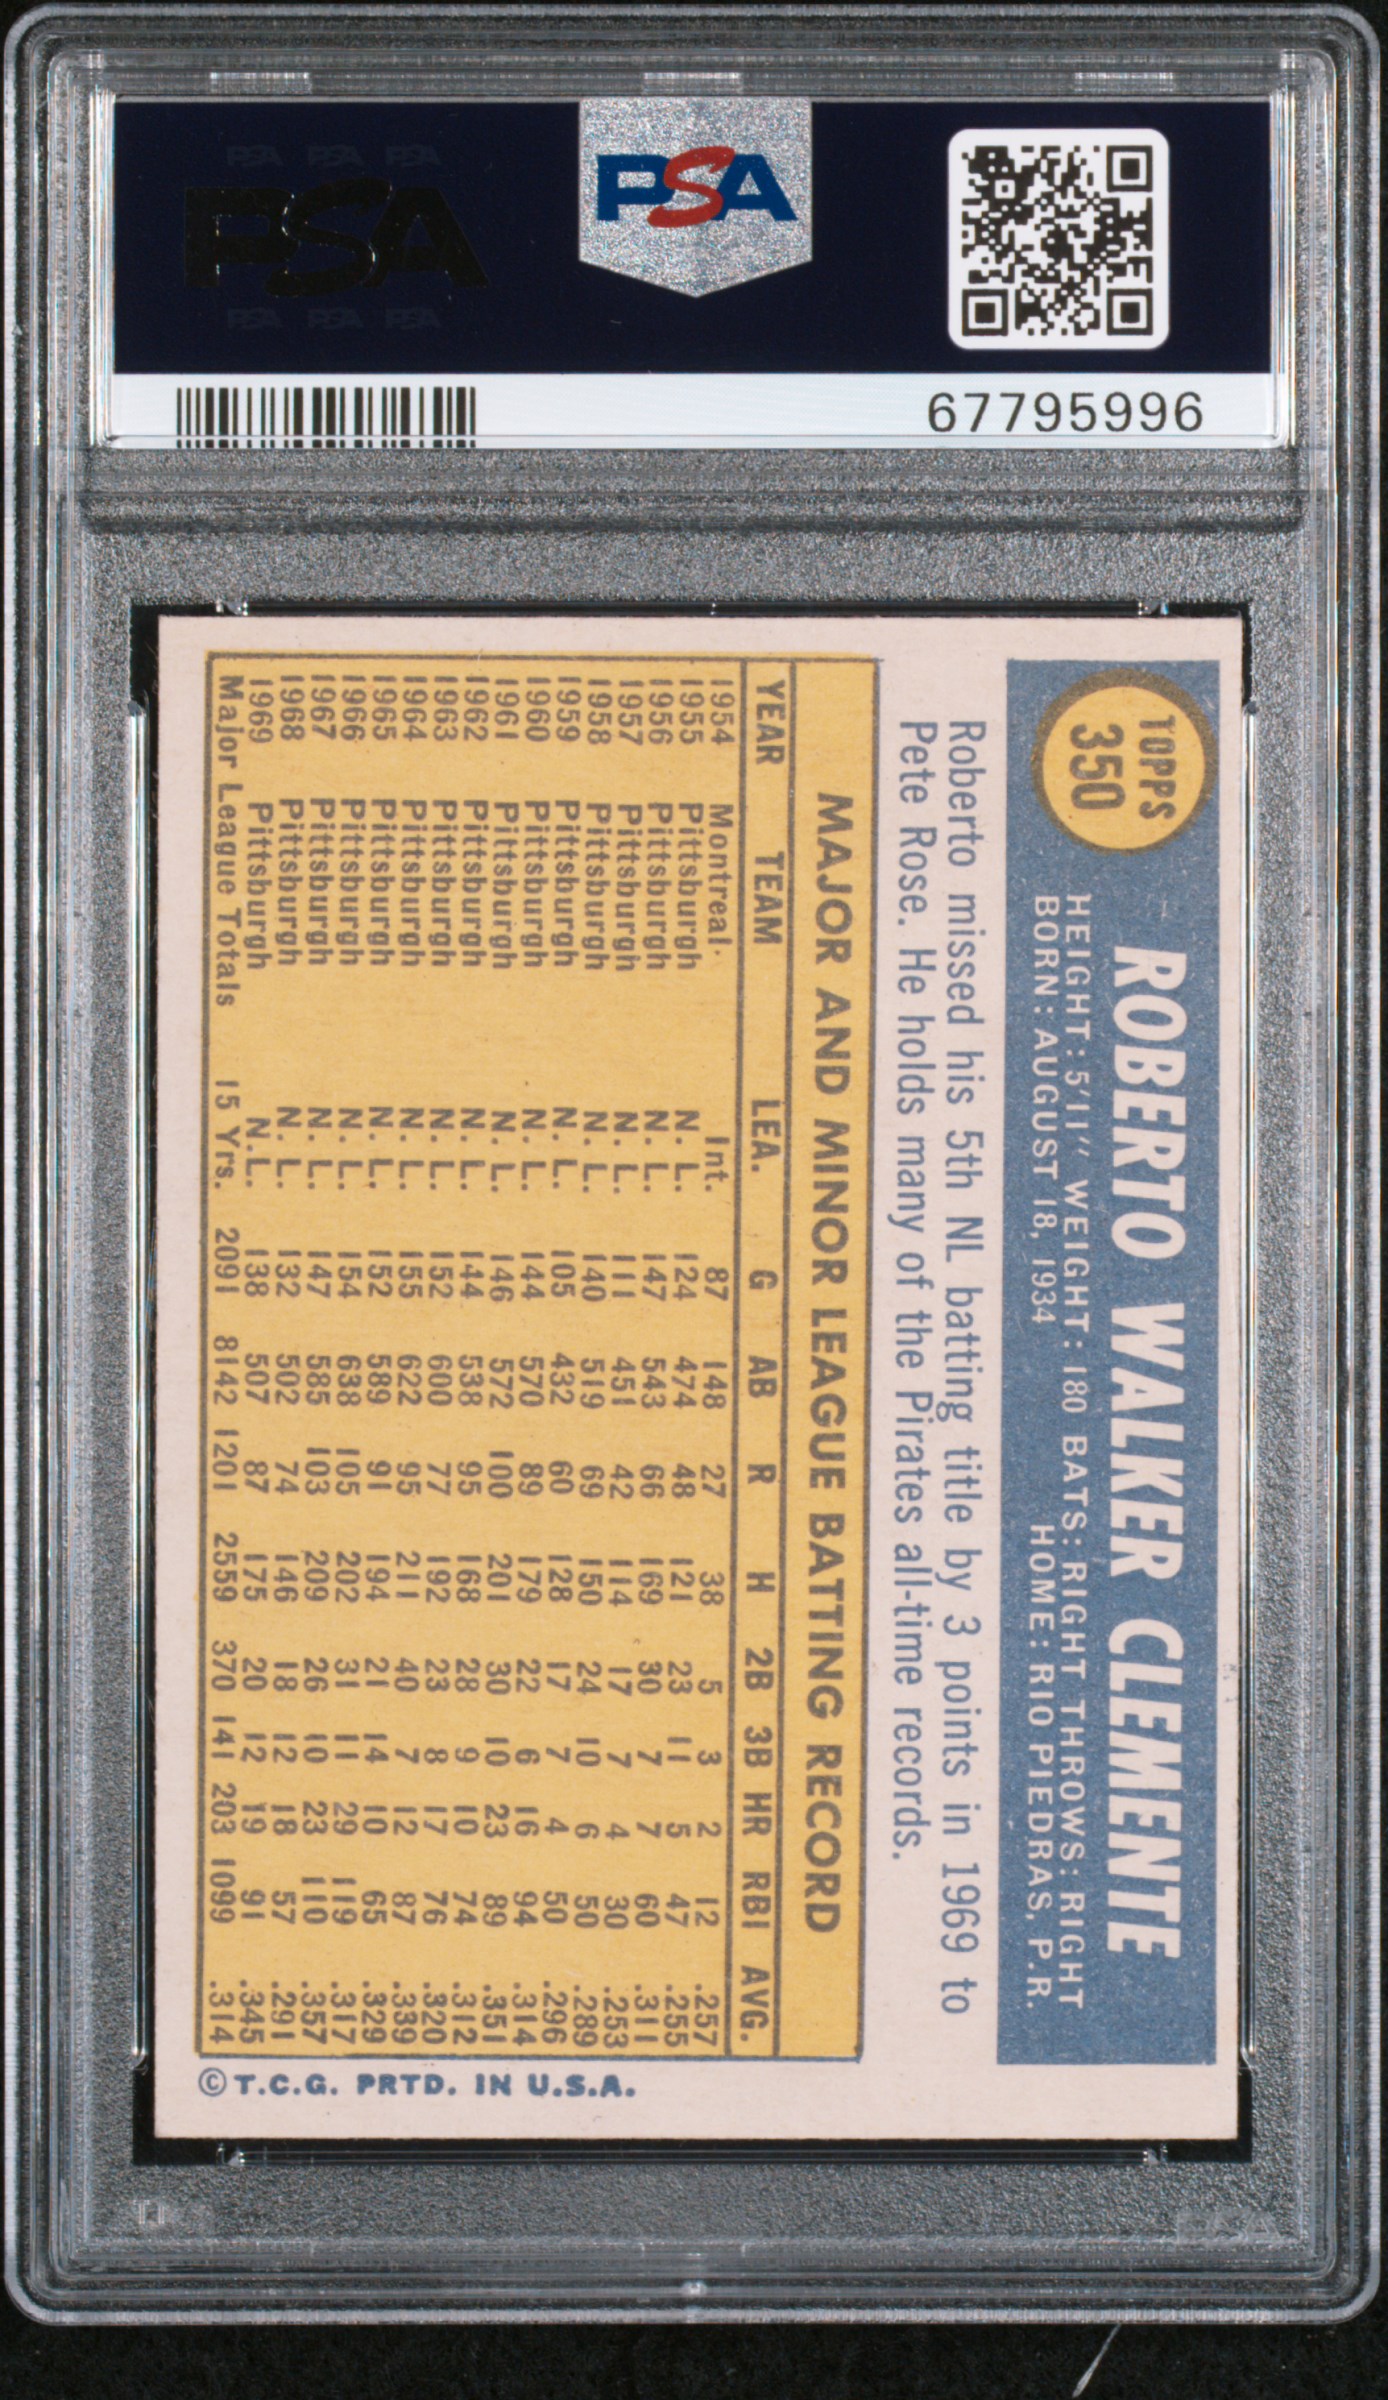 PSA PSA PSA
PSA
PSA PSA PSA
PSA
67795996
TOPPS
350
ROBERTO WALKER CLEMENTE
HEIGHT: 5'11" WEIGHT: 180 BATS: RIGHT THROWS: RIGHT
BORN: AUGUST 18, 1934 HOME: RIO PIEDRAS, P.R.
Roberto missed his 5th NL batting title by 3 points in 1969 to
Pete Rose. He holds many of the Pirates all-time records.
MAJOR AND MINOR LEAGUE BATTING RECORD
YEAR TEAM LEA. G AB R H 2B 3B HR RBI AVG.
1954 Montreal Int. 87 148 27 38 5 3 2 12 .257
1955 Pittsburgh N.L. 124 474 48 121 23 11 5 47 .255
1956 Pittsburgh N.L. 147 543 66 169 30 7 7 60 .311
1957 Pittsburgh N.L. 111 451 42 114 17 7 4 30 .253
1958 Pittsburgh N.L. 140 519 69 150 24 10 6 50 .289
1959 Pittsburgh N.L. 105 432 60 128 17 7 4 50 .296
1960 Pittsburgh N.L. 144 570 89 179 22 6 16 94 .314
1961 Pittsburgh N.L. 146 572 100 201 30 10 23 89 .351
1962 Pittsburgh N.L. 144 538 95 168 28 9 10 74 .312
1963 Pittsburgh N.L. 152 600 77 192 23 8 17 76 .320
1964 Pittsburgh N.L. 155 622 95 211 40 7 12 87 .339
1965 Pittsburgh N.L. 152 589 91 194 21 14 10 65 .329
1966 Pittsburgh N.L. 154 638 105 202 31 11 29 119 .317
1967 Pittsburgh N.L. 147 585 103 209 26 10 23 110 .357
1968 Pittsburgh N.L. 132 502 74 146 18 12 18 57 .291
1969 Pittsburgh N.L. 138 507 87 175 20 12 19 91 .345
Major League Totals 15 Yrs. 2091 8142 1201 2559 370 141 203 1099 .314
©T.C.G. PRTD. IN U.S.A.